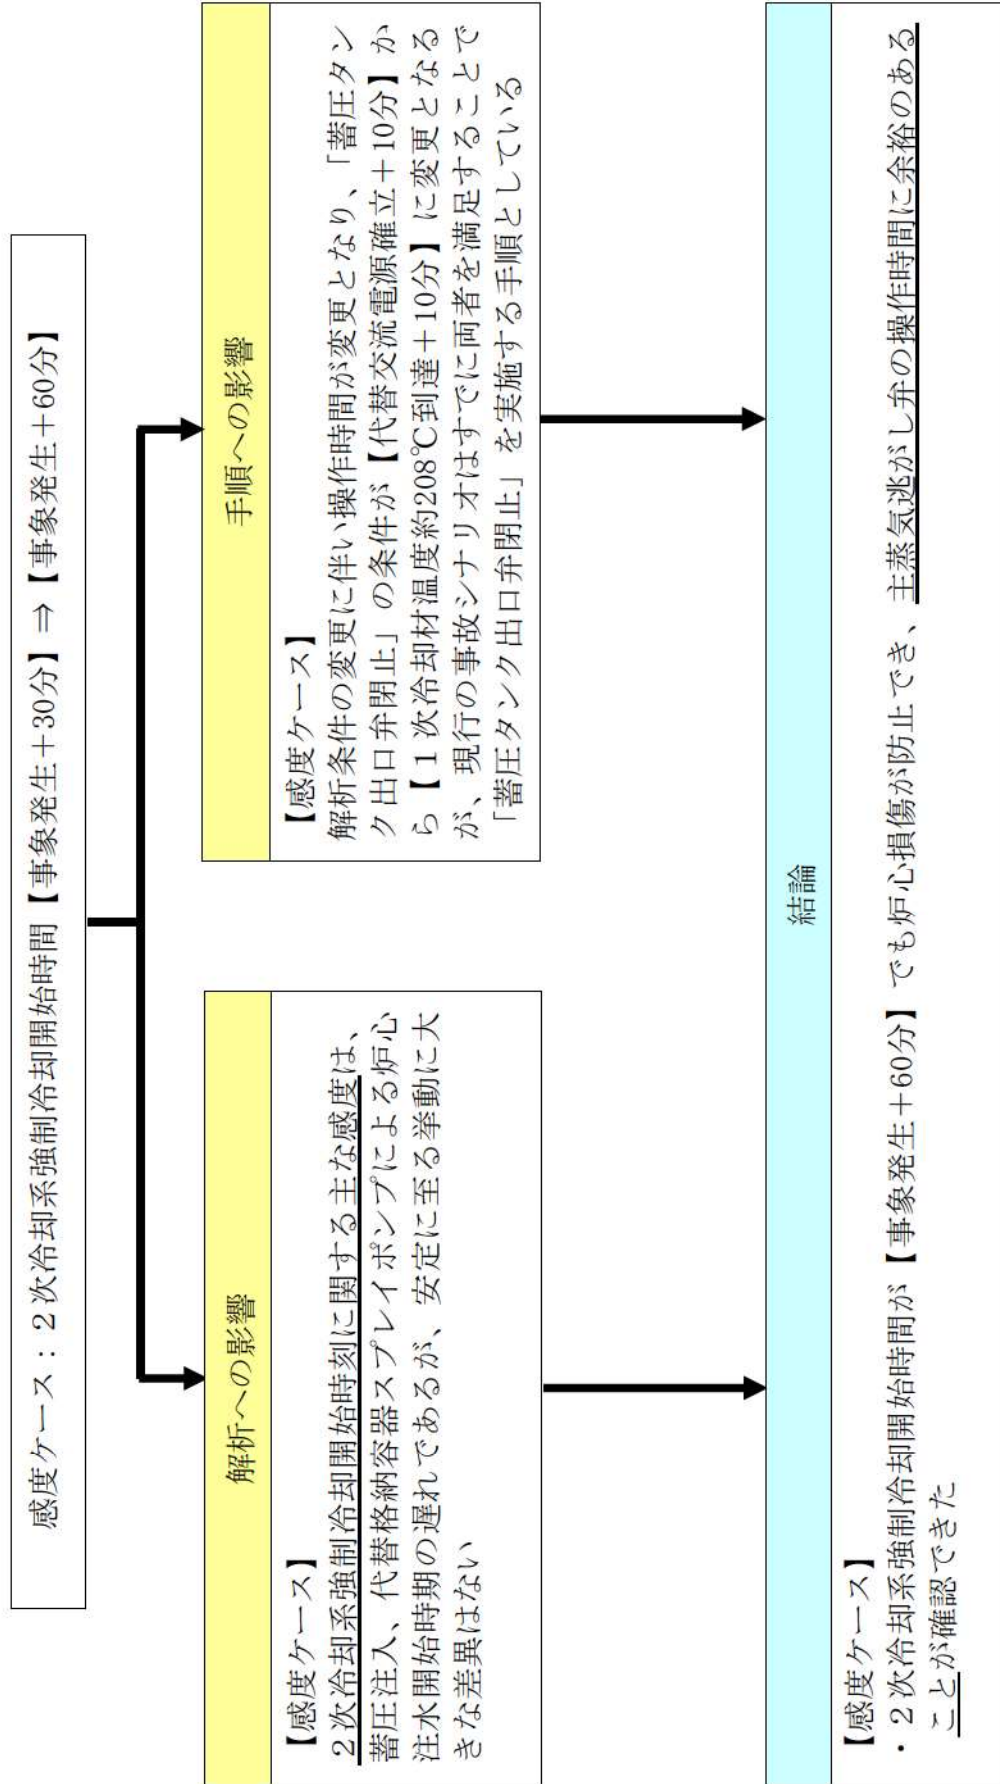 感度ケース：２次冷却系強制冷却開始時間【事象発生＋30分】⇒【事象発生＋60分】
解析への影響
【感度ケース】
２次冷却系強制冷却開始時刻に関する主な感度は、
蓄圧注入、代替格納容器スプレイポンプによる炉心
注水開始時期の遅れであるが、安定に至る挙動に大
きな差異はない
手順への影響
【感度ケース】
解析条件の変更に伴い操作時間が変更となり、「蓄圧タン
ク出口弁閉止」の条件が【代替交流電源確立＋10分】か
ら【１次冷却材温度約208℃到達＋10分】に変更となる
が、現行の事故シナリオはすでに両者を満足することで
「蓄圧タンク出口弁閉止」を実施する手順としている
結論
【感度ケース】
・２次冷却系強制冷却開始時間が【事象発生＋60分】でも炉心損傷が防止でき、主蒸気逃がし弁の操作時間に余裕のある
ことが確認できた